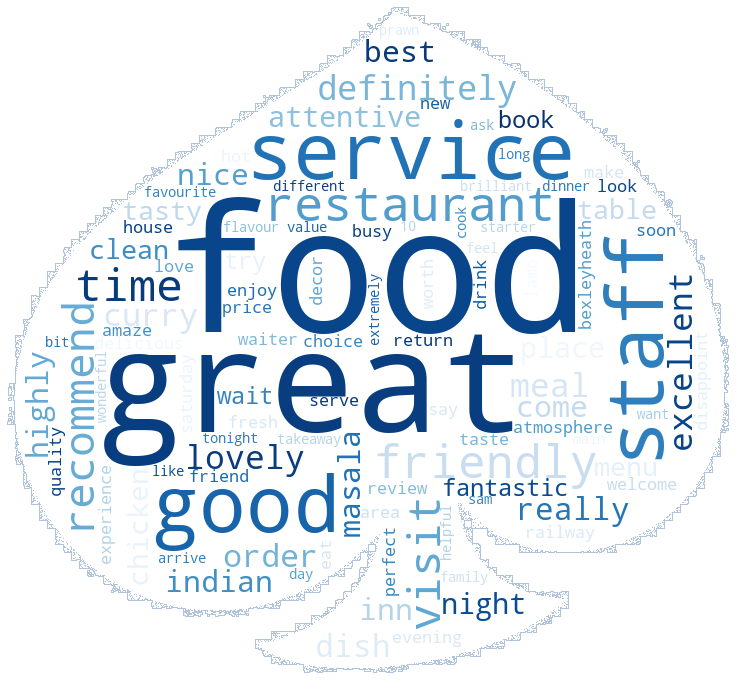 prawn
best
definitely
new
attentive
book
ask
service
long
hot
nice
make
favourite
different
brilliant
dinner
look
restaurant
tasty
table
house
flavour
value
busy
10
cook
starter
soon
food
clean
feel
love
try
time
decor
worth
drink
bexleyheath
staff
excellent
enjoy
price
extremely
curry
amaze
waiter
choice
return
place
bit
delicious
great
recommend
highly
wonderful
saturday
disappoint
wait
serve
meal
come
say
want
fresh
atmosphere
tonight
takeaway
taste
main
quality
like
lovely
friend
masala
friendly
menu
experience
chicken
good
review
fantastic
welcome
sam
area
visit
really
helpful
railway
perfect
arrive
order
eat
indian
day
family
inn
night
dish
evening